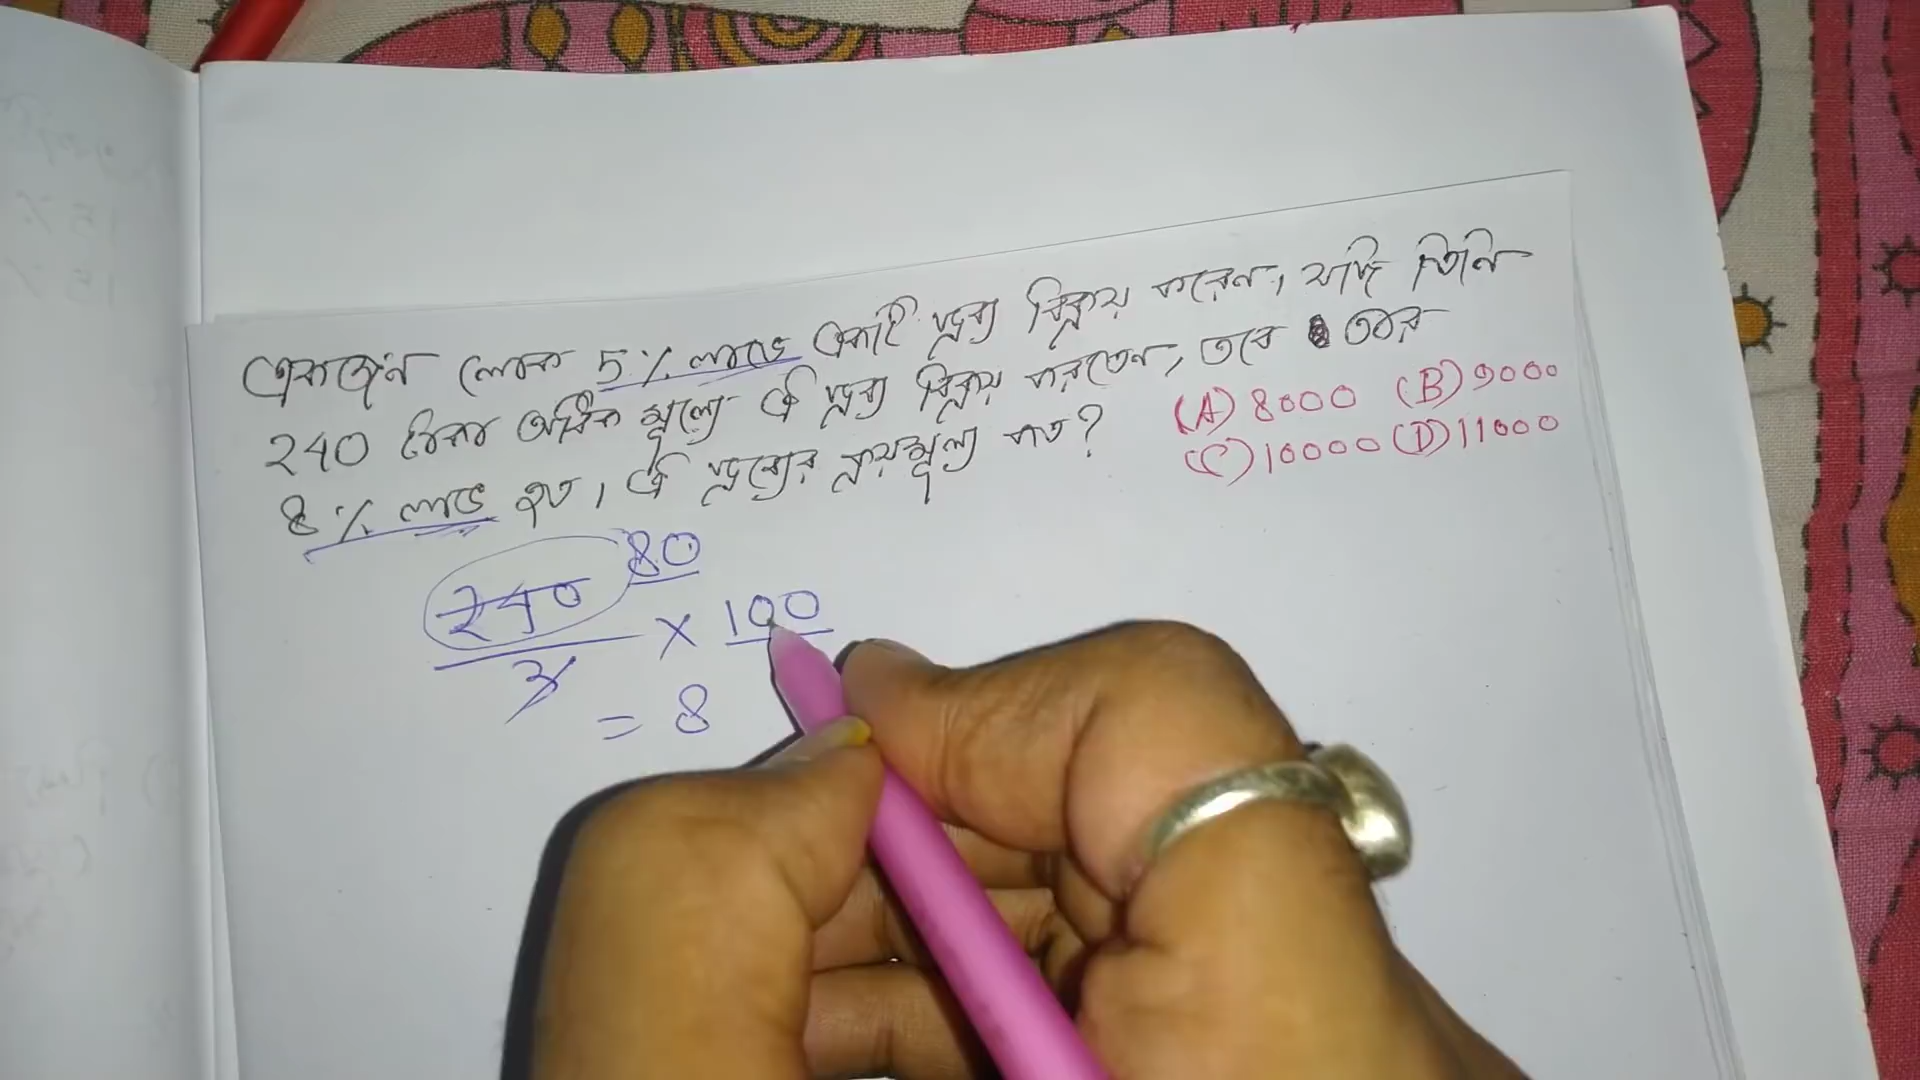 একজন লোক 5% লাভে একটি দ্রব্য বিক্রয় করেন, যদি তিনি
240 টাকা অধিক মূল্যে ঐ দ্রব্য বিক্রয় করতেন, তবে তার
8% লাভ হত, ঐ দ্রব্যের ক্রয়মূল্য কত?
(A) 8000 (B) 9000
(C) 10000 (D) 11000
80
240
× 100
3
= 8